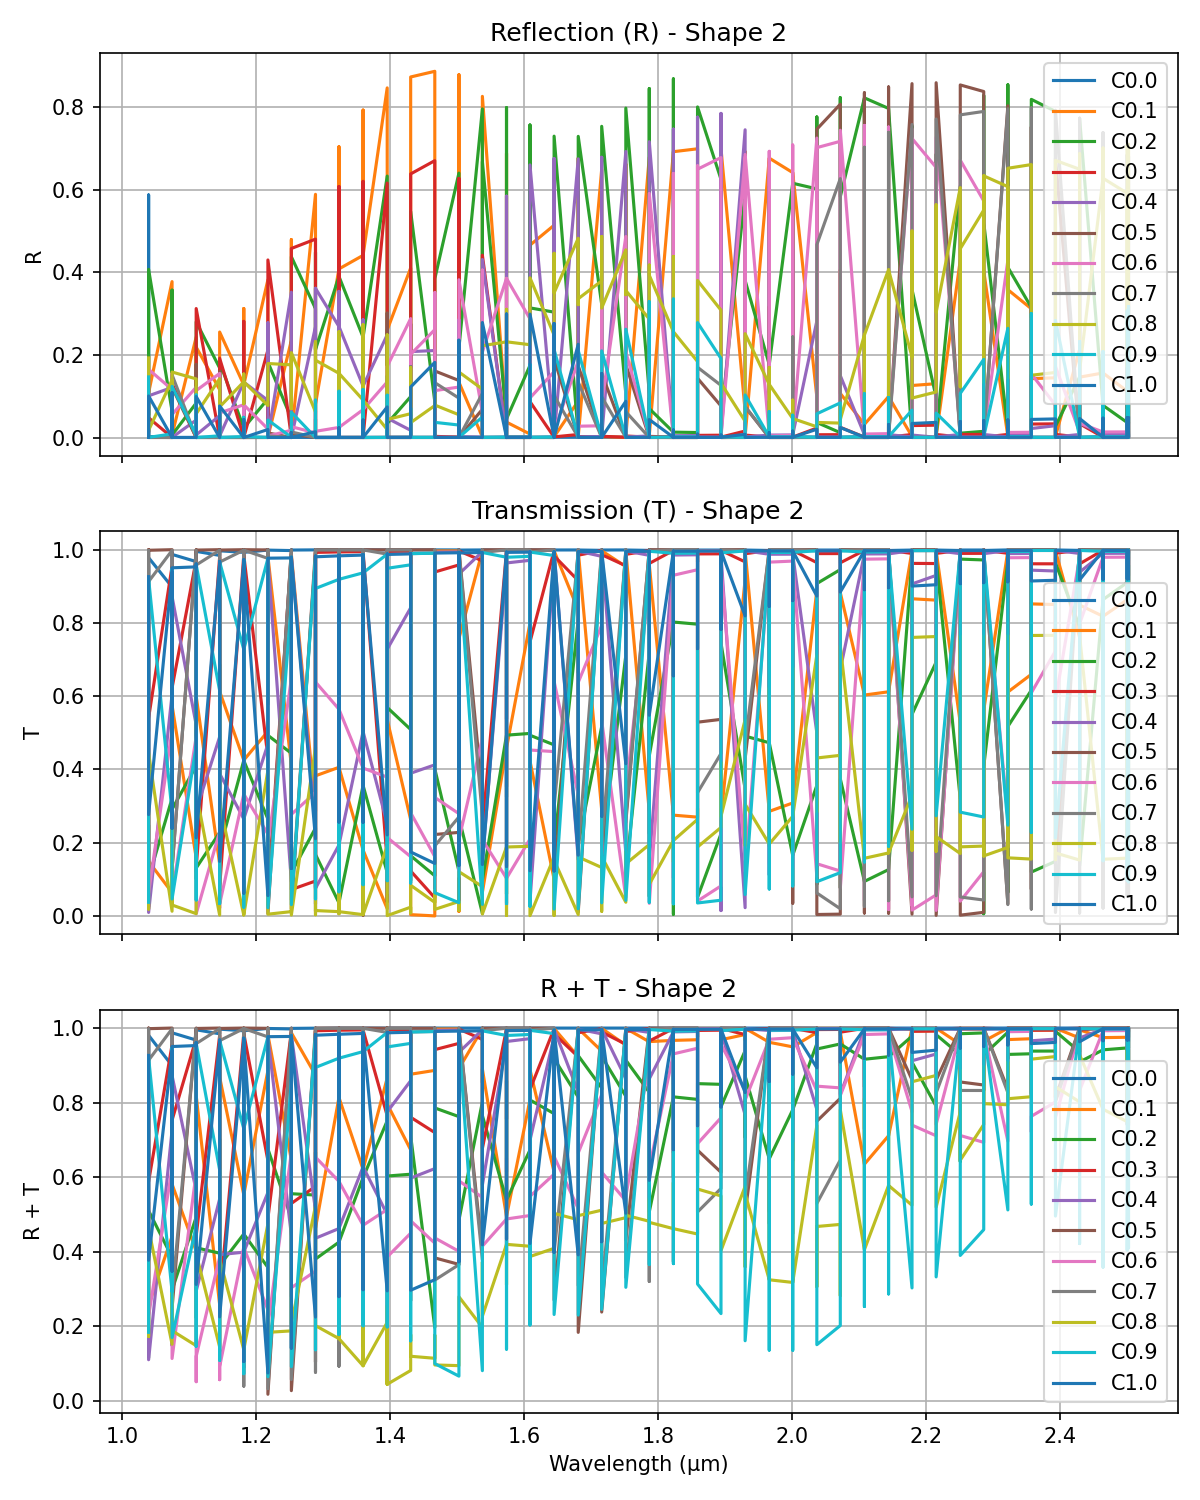 Reflection (R) - Shape 2
0.8
0.6
0.4
0.2
0.0
R
C0.0
C0.1
C0.2
C0.3
C0.4
C0.5
C0.6
C0.7
C0.8
C0.9
C1.0
Transmission (T) - Shape 2
1.0
0.8
0.6
0.4
0.2
0.0
T
C0.0
C0.1
C0.2
C0.3
C0.4
C0.5
C0.6
C0.7
C0.8
C0.9
C1.0
R + T - Shape 2
1.0
0.8
0.6
0.4
0.2
0.0
R + T
C0.0
C0.1
C0.2
C0.3
C0.4
C0.5
C0.6
C0.7
C0.8
C0.9
C1.0
1.0 1.2 1.4 1.6 1.8 2.0 2.2 2.4
Wavelength (μm)